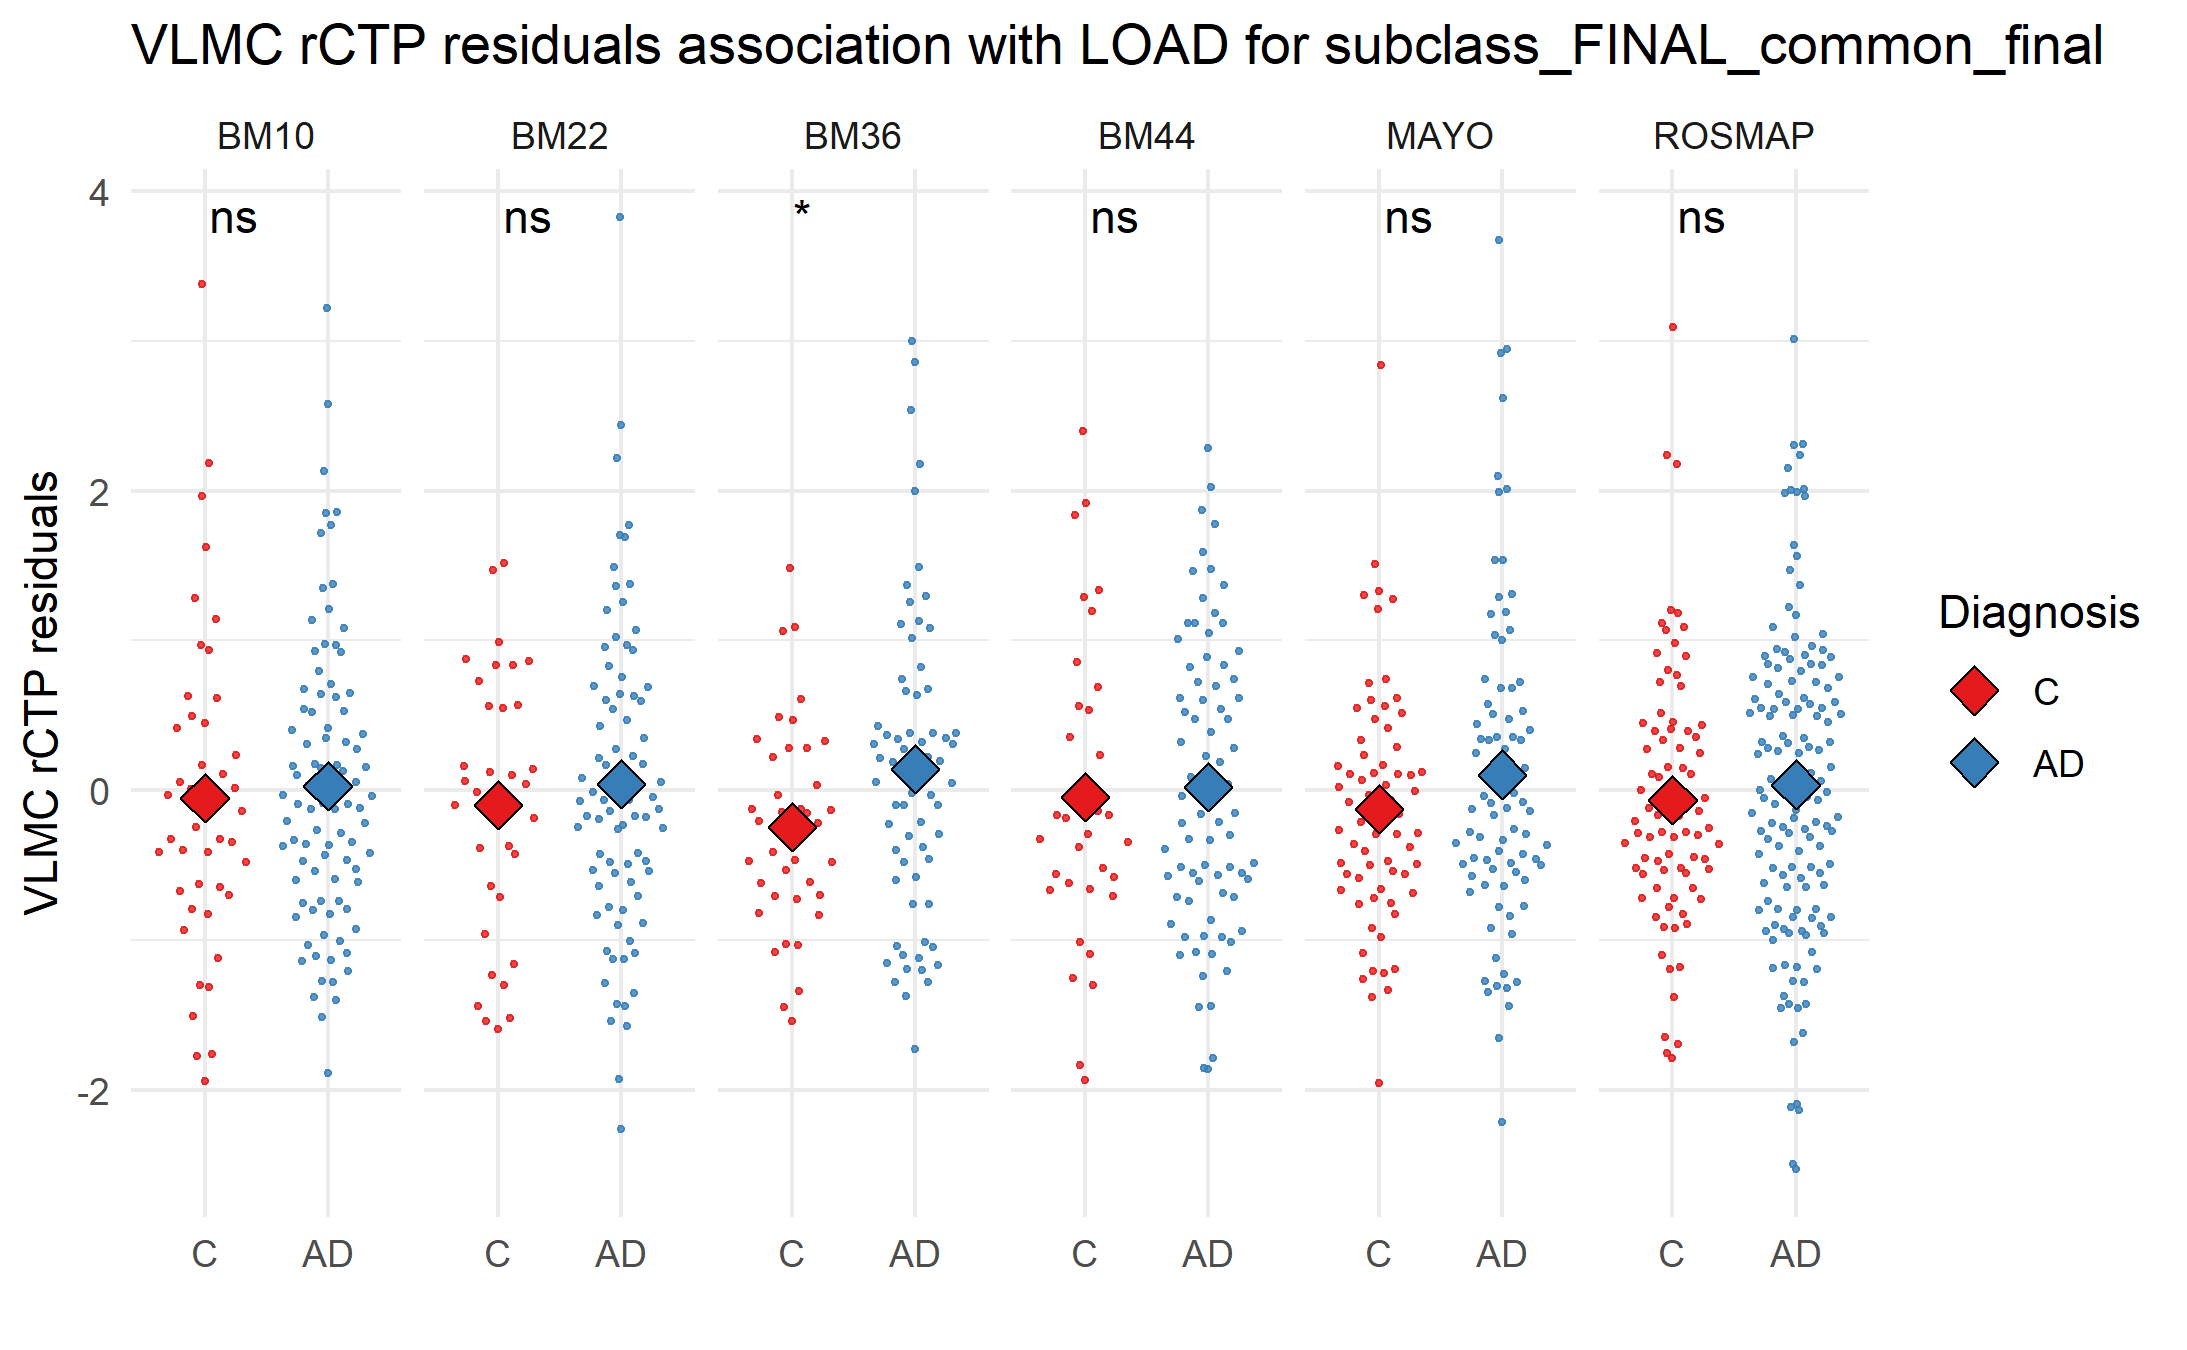 VLMC rCTP residuals association with LOAD for subclass_FINAL_common_final
BM10 BM22 BM36 BM44 MAYO ROSMAP
4
ns ns * ns ns ns
2
0
-2
VLMC rCTP residuals
C AD C AD C AD C AD C AD C AD
Diagnosis
C
AD